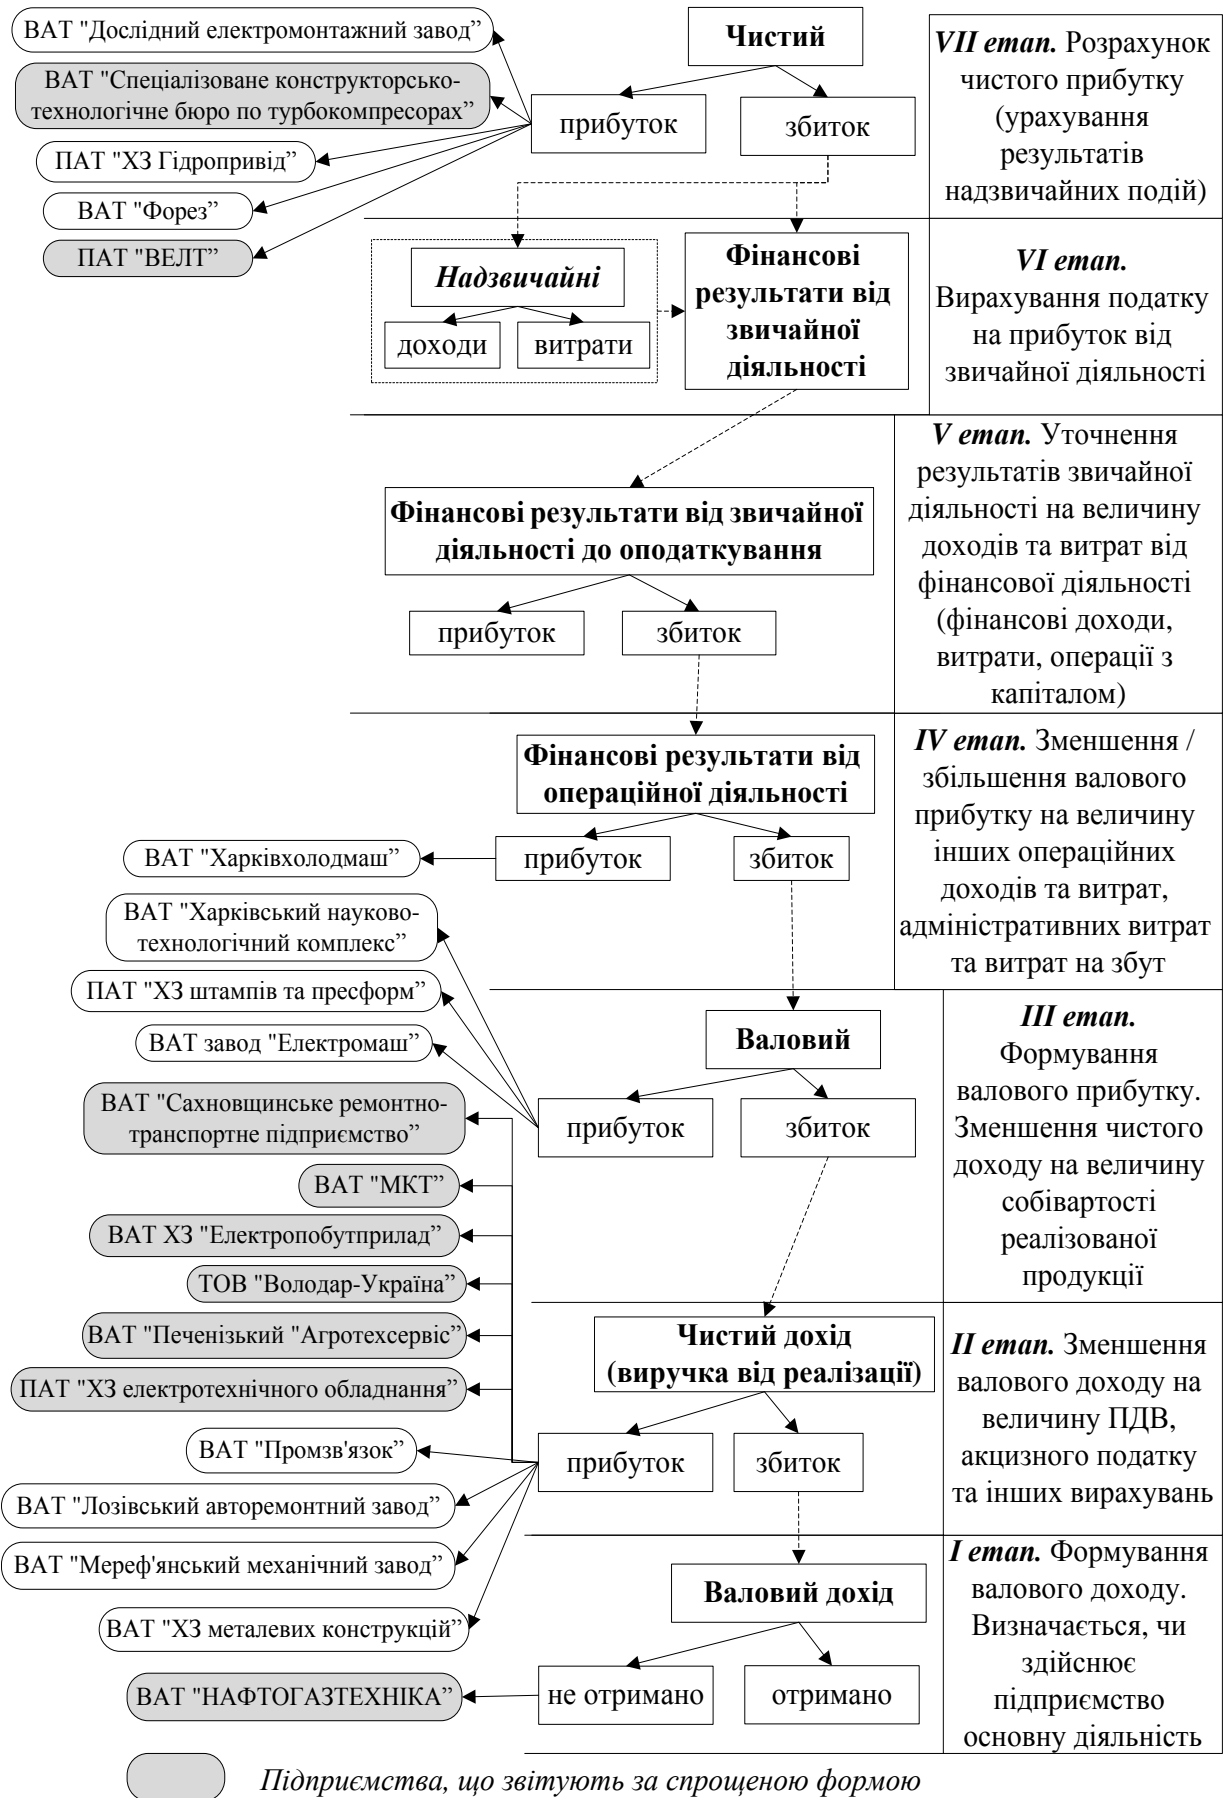 ВАТ "Дослідний електромонтажний завод”
ВАТ "Спеціалізоване конструкторсько-
технологічне бюро по турбокомпресорах”
ПАТ "ХЗ Гідропривід”
ВАТ "Форез”
ПАТ "ВЕЛТ”
Чистий
прибуток
збиток
VII етап. Розрахунок
чистого прибутку
(урахування
результатів
надзвичайних подій)
Надзвичайні
доходи
витрати
Фінансові
результати від
звичайної
діяльності
VI етап.
Вирахування податку
на прибуток від
звичайної діяльності
Фінансові результати від звичайної
діяльності до оподаткування
прибуток
збиток
V етап. Уточнення
результатів звичайної
діяльності на величину
доходів та витрат від
фінансової діяльності
(фінансові доходи,
витрати, операції з
капіталом)
Фінансові результати від
операційної діяльності
прибуток
збиток
ВАТ "Харківхолодмаш”
IV етап. Зменшення /
збільшення валового
прибутку на величину
інших операційних
доходів та витрат,
адміністративних витрат
та витрат на збут
ВАТ "Харківський науково-
технологічний комплекс”
ПАТ "ХЗ штампів та пресформ”
ВАТ завод "Електромаш”
Валовий
прибуток
збиток
III етап.
Формування
валового прибутку.
Зменшення чистого
доходу на величину
собівартості
реалізованої
продукції
ВАТ "Сахновщинське ремонтно-
транспортне підприємство”
ВАТ "МКТ”
ВАТ ХЗ "Електропобутприлад”
ТОВ "Володар-Україна”
ВАТ "Печенізький "Агротехсервіс”
ПАТ "ХЗ електротехнічного обладнання”
ВАТ "Промзв'язок”
ВАТ "Лозівський авторемонтний завод”
ВАТ "Мереф'янський механічний завод”
ВАТ "ХЗ металевих конструкцій”
Чистий дохід
(виручка від реалізації)
прибуток
збиток
II етап. Зменшення
валового доходу на
величину ПДВ,
акцизного податку
та інших вирахувань
Валовий дохід
не отримано
отримано
ВАТ "НАФТОГАЗТЕХНІКА”
I етап. Формування
валового доходу.
Визначається, чи
здійснює
підприємство
основну діяльність
Підприємства, що звітують за спрощеною формою